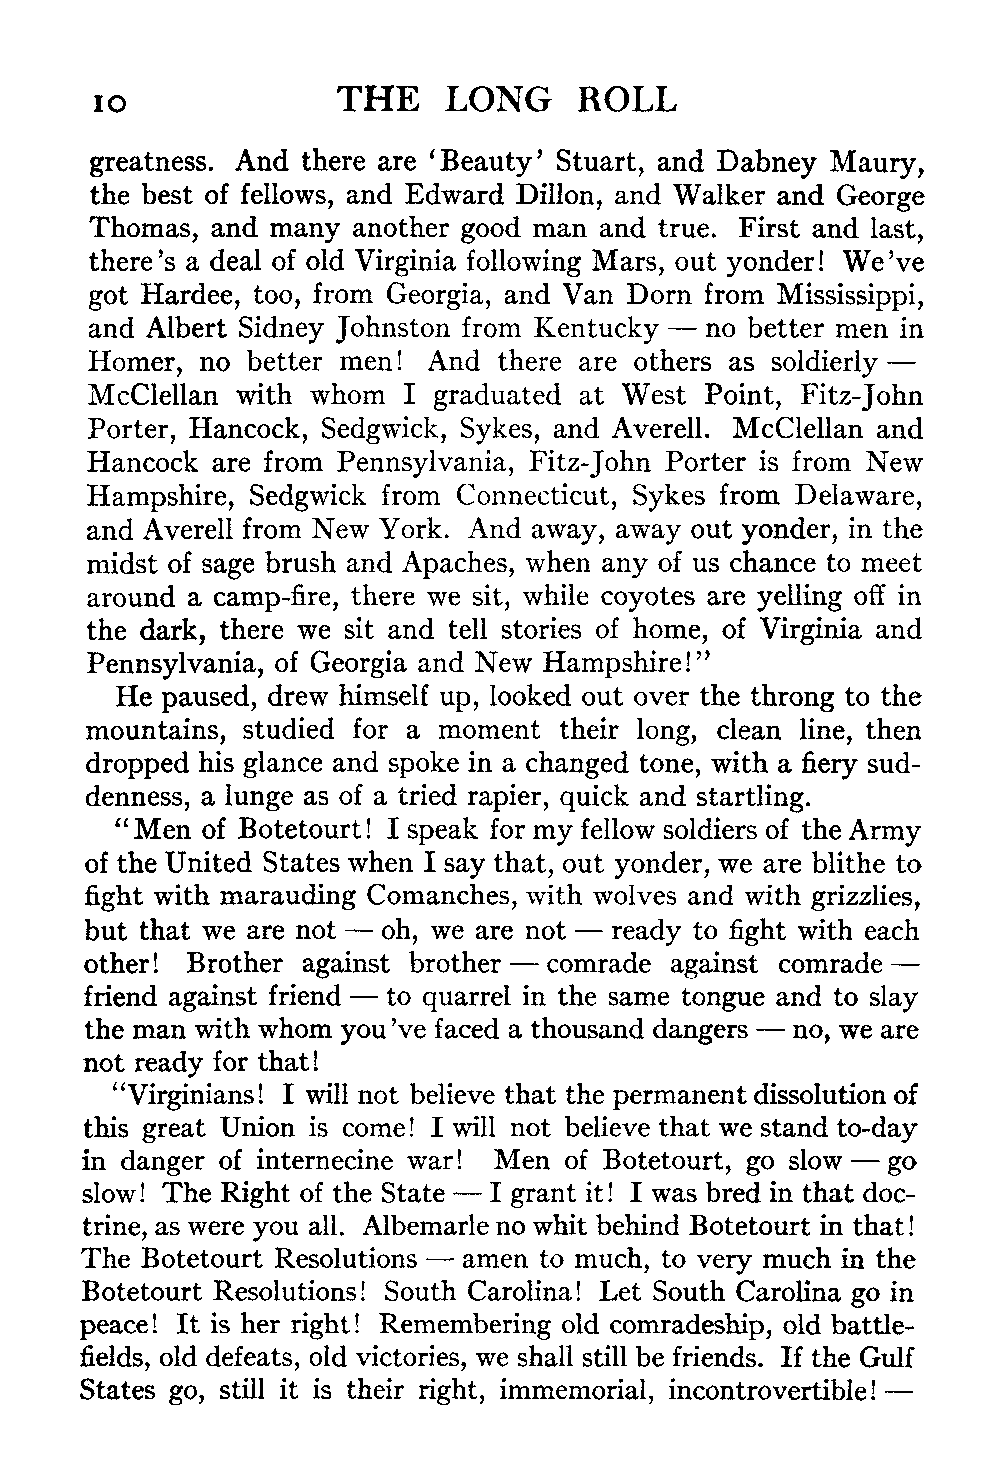 10 THE LONG ROLL
greatness. And there are ‘Beauty’ Stuart, and Dabney Maury,
the best of fellows, and Edward Dillon, and Walker and George
Thomas, and many another good man and true. First and last,
there’s a deal of old Virginia following Mars, out yonder! We’ve
got Hardee, too, from Georgia, and Van Dorn from Mississippi,
and Albert Sidney Johnston from Kentucky — no better men in
Homer, no better men! And there are others as soldierly —
McClellan with whom I graduated at West Point, Fitz-John
Porter, Hancock, Sedgwick, Sykes, and Averell. McClellan and
Hancock are from Pennsylvania, Fitz-John Porter is from New
Hampshire, Sedgwick from Connecticut, Sykes from Delaware,
and Averell from New York. And away, away out yonder, in the
midst of sage brush and Apaches, when any of us chance to meet
around a camp-fire, there we sit, while coyotes are yelling off in
the dark, there we sit and tell stories of home, of Virginia and
Pennsylvania, of Georgia and New Hampshire!”
He paused, drew himself up, looked out over the throng to the
mountains, studied for a moment their long, clean line, then
dropped his glance and spoke in a changed tone, with a fiery sud-
denness, a lunge as of a tried rapier, quick and startling.
“Men of Botetourt! I speak for my fellow soldiers of the Army
of the United States when I say that, out yonder, we are blithe to
fight with marauding Comanches, with wolves and with grizzlies,
but that we are not — oh, we are not — ready to fight with each
other! Brother against brother — comrade against comrade —
friend against friend — to quarrel in the same tongue and to slay
the man with whom you’ve faced a thousand dangers — no, we are
not ready for that!
“Virginians! I will not believe that the permanent dissolution of
this great Union is come! I will not believe that we stand to-day
in danger of internecine war! Men of Botetourt, go slow — go
slow! The Right of the State — I grant it! I was bred in that doc-
trine, as were you all. Albemarle no whit behind Botetourt in that!
The Botetourt Resolutions — amen to much, to very much in the
Botetourt Resolutions! South Carolina! Let South Carolina go in
peace! It is her right! Remembering old comradeship, old battle-
fields, old defeats, old victories, we shall still be friends. If the Gulf
States go, still it is their right, immemorial, incontrovertible! —